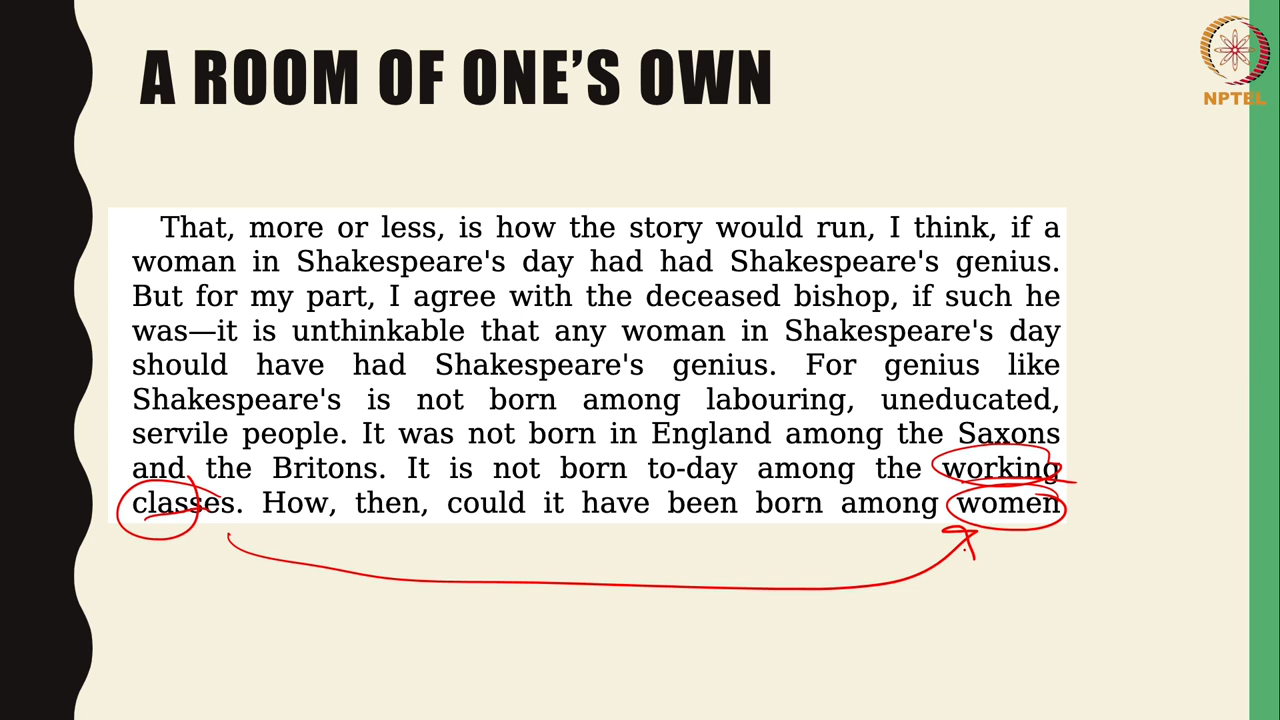 A ROOM OF ONE'S OWN
NPTEL
That, more or less, is how the story would run, I think, if a
woman in Shakespeare's day had had Shakespeare's genius.
But for my part, I agree with the deceased bishop, if such he
was—it is unthinkable that any woman in Shakespeare's day
should have had Shakespeare's genius. For genius like
Shakespeare's is not born among labouring, uneducated,
servile people. It was not born in England among the Saxons
and the Britons. It is not born to-day among the working
classes. How, then, could it have been born among women